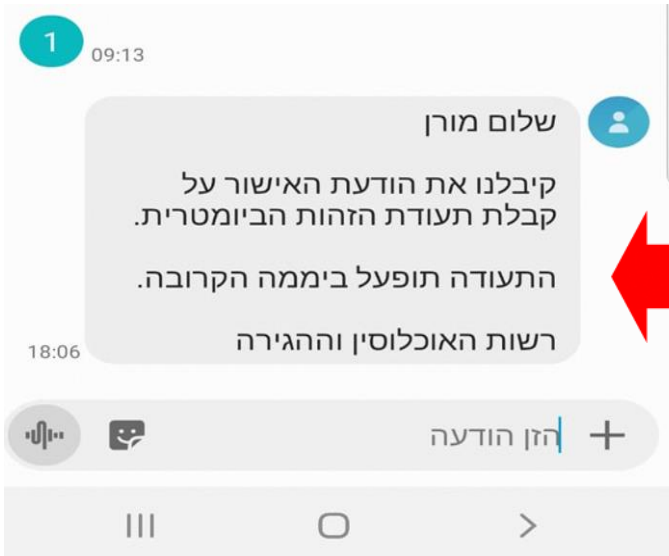 1
09:13
שלום מורן
קיבלנו את הודעת האישור על
קבלת תעודת הזהות הביומטרית.
התעודה תופעל ביממה הקרובה.
רשות האוכלוסין וההגירה
18:06
הזן הודעה